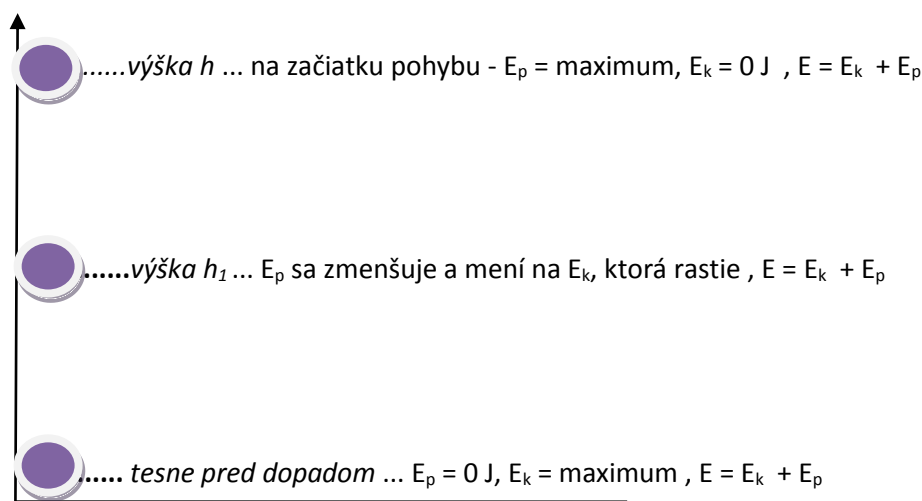 ......výška h ... na začiatku pohybu - Eₚ = maximum, Eₖ = 0 J , E = Eₖ + Eₚ
......výška h₁ ... Eₚ sa zmenšuje a mení na Eₖ, ktorá rastie , E = Eₖ + Eₚ
...... tesne pred dopadom ... Eₚ = 0 J, Eₖ = maximum , E = Eₖ + Eₚ